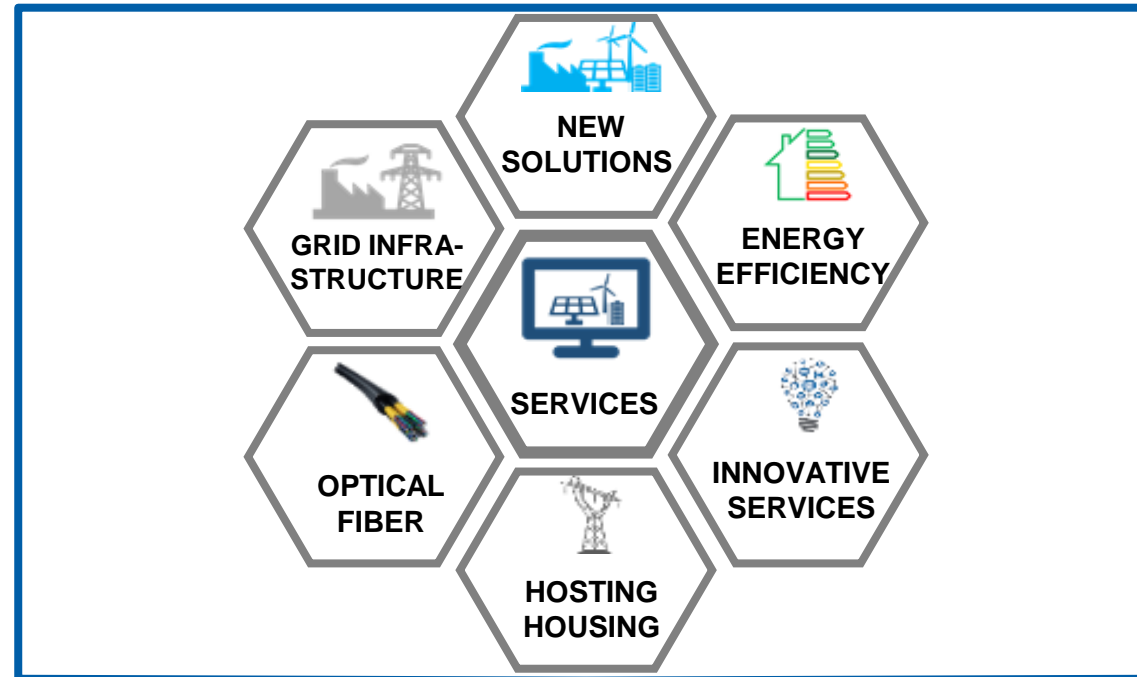 NEW
SOLUTIONS
GRID INFRA-
STRUCTURE
ENERGY
EFFICIENCY
SERVICES
OPTICAL
FIBER
INNOVATIVE
SERVICES
HOSTING
HOUSING